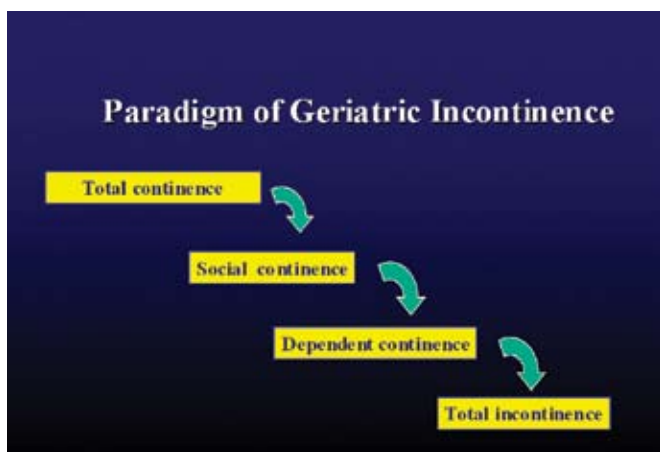 Paradigm of Geriatric Incontinence
Total continence
Social continence
Dependent continence
Total incontinence